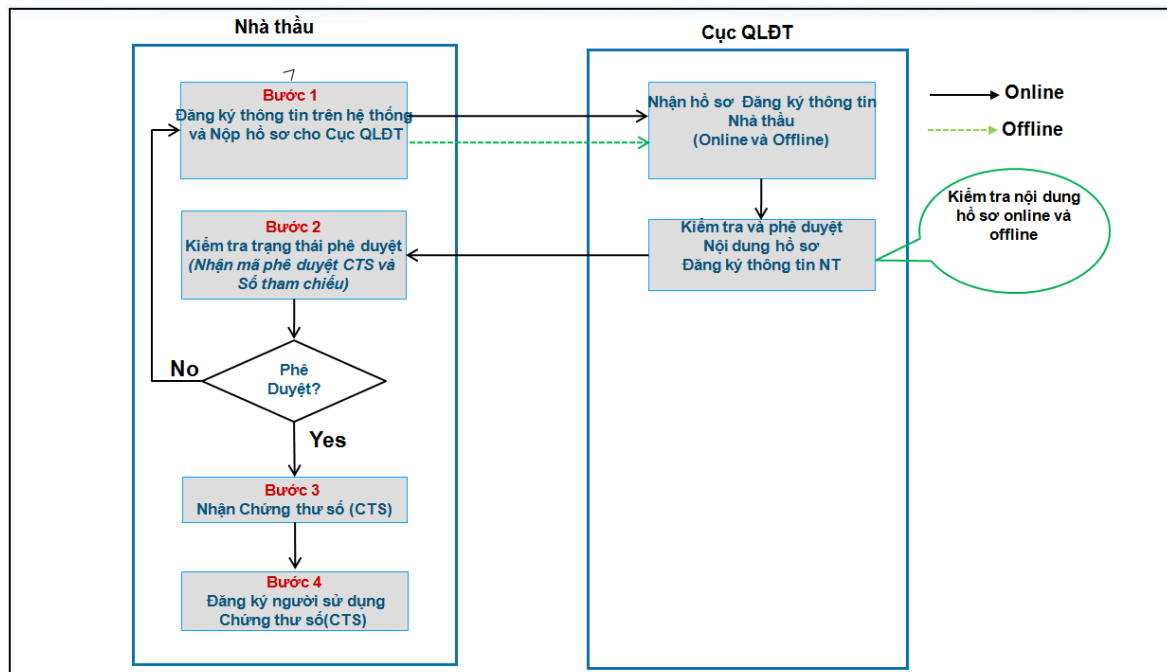 Nhà thầu
Cục QLĐT
Bước 1
Đăng ký thông tin trên hệ thống
và Nộp hồ sơ cho Cục QLĐT
Nhận hồ sơ Đăng ký thông tin
Nhà thầu
(Online và Offline)
Online
Offline
Kiểm tra nội dung
hồ sơ online và
offline
Bước 2
Kiểm tra trạng thái phê duyệt
(Nhận mã phê duyệt CTS và
Số tham chiếu)
Kiểm tra và phê duyệt
Nội dung hồ sơ
Đăng ký thông tin NT
No
Phê
Duyệt?
Yes
Bước 3
Nhận Chứng thư số (CTS)
Bước 4
Đăng ký người sử dụng
Chứng thư số(CTS)